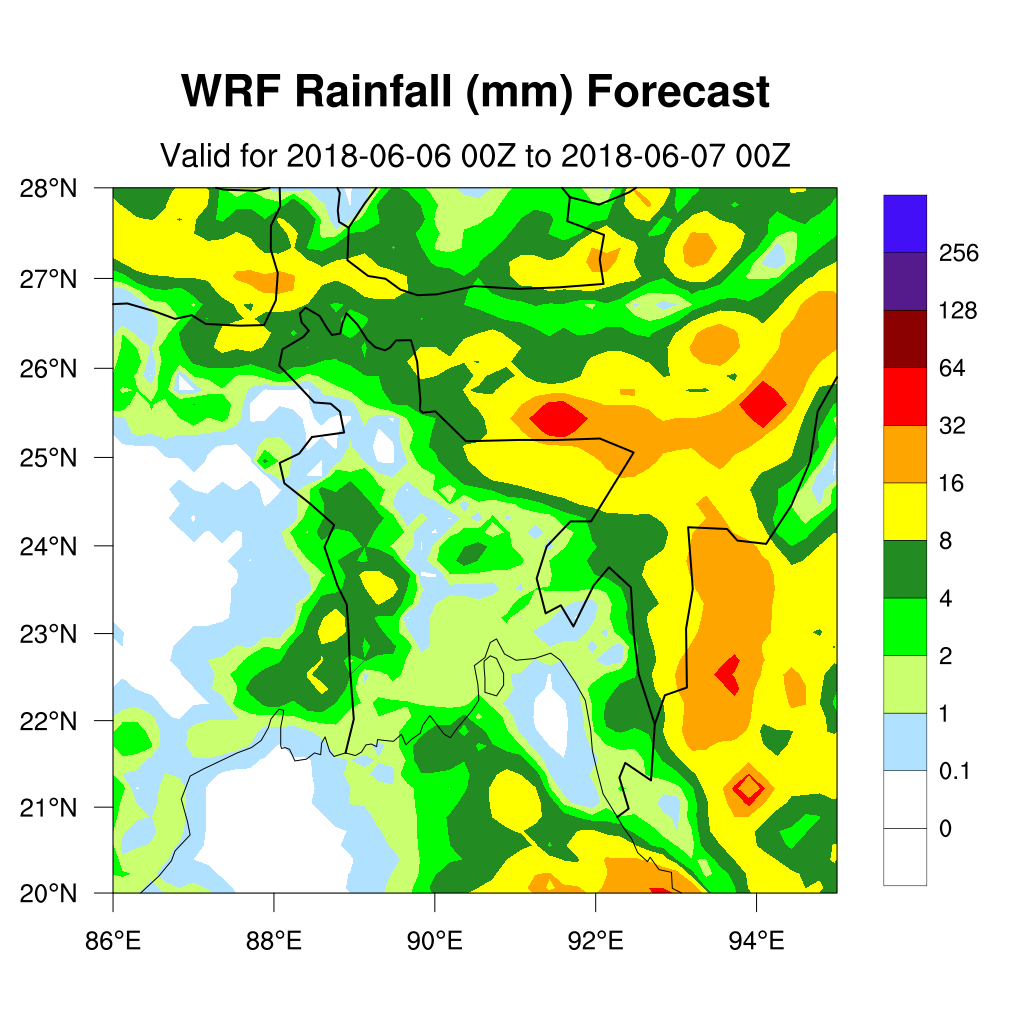 WRF Rainfall (mm) Forecast
Valid for 2018-06-06 00Z to 2018-06-07 00Z
28°N
27°N
26°N
25°N
24°N
23°N
22°N
21°N
20°N
86°E 88°E 90°E 92°E 94°E
256
128
64
32
16
8
4
2
1
0.1
0